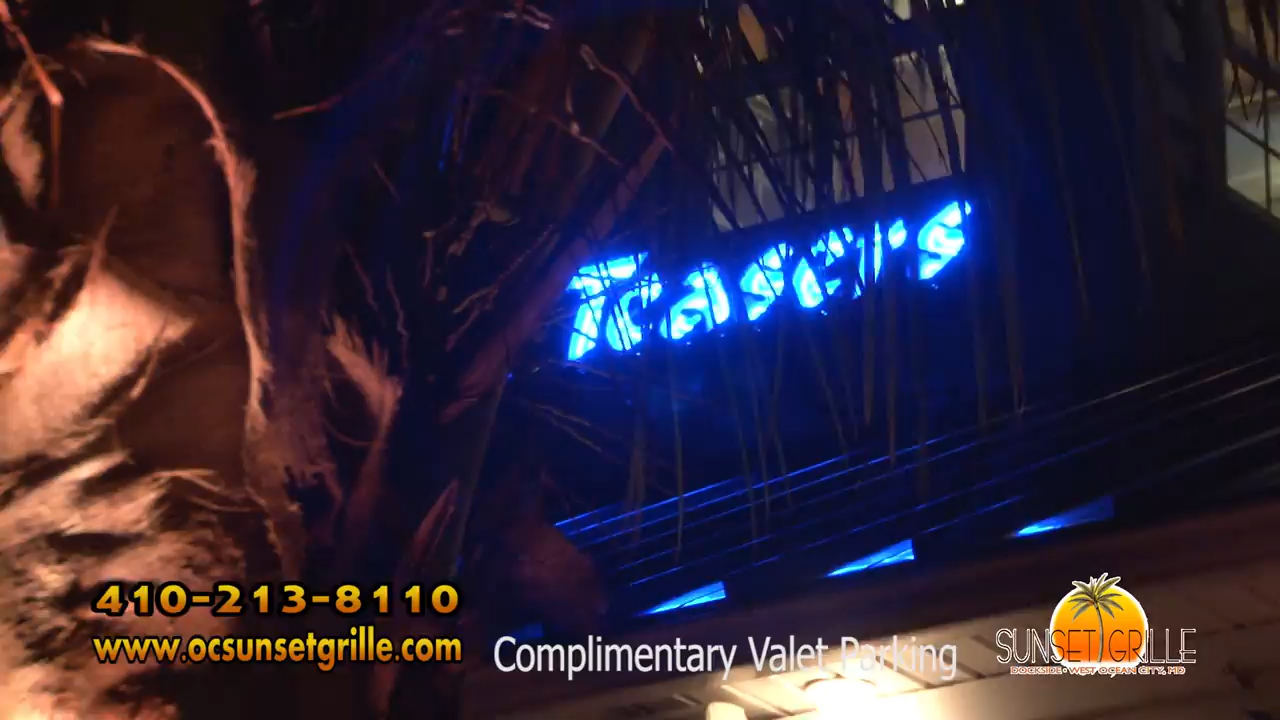 Teasers
410-213-8110
www.ocsunsetgrille.com
Complimentary Valet Parking
SUNSET GRILLE
DOCKSIDE • WEST OCEAN CITY, MD